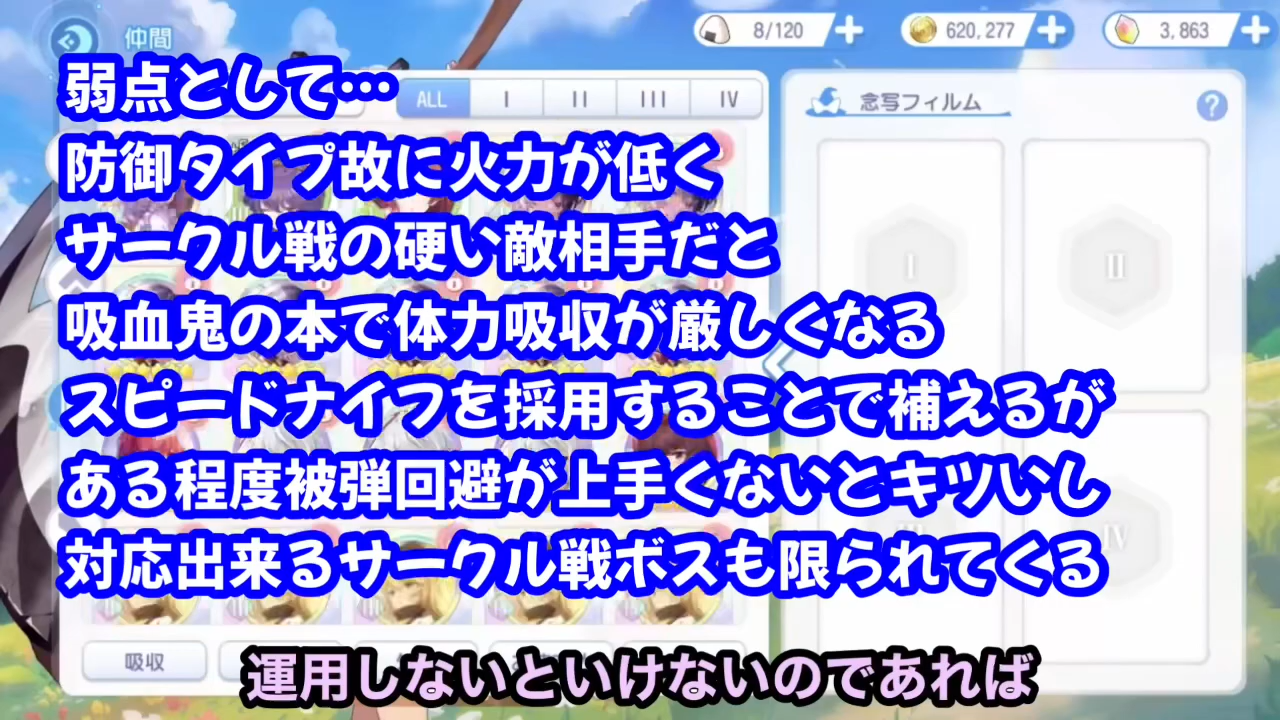 仲間
8/120
620,277
3,863
ALL
I
II
III
IV
念写フィルム
?
弱点として…
防御タイプ故に火力が低く
サークル戦の硬い敵相手だと
吸血鬼の本で体力吸収が厳しくなる
スピードナイフを採用することで補えるが
ある程度被弾回避が上手くないとキツいし
対応出来るサークル戦ボスも限られてくる
I
II
III
IV
吸収
運用しないといけないのであれば